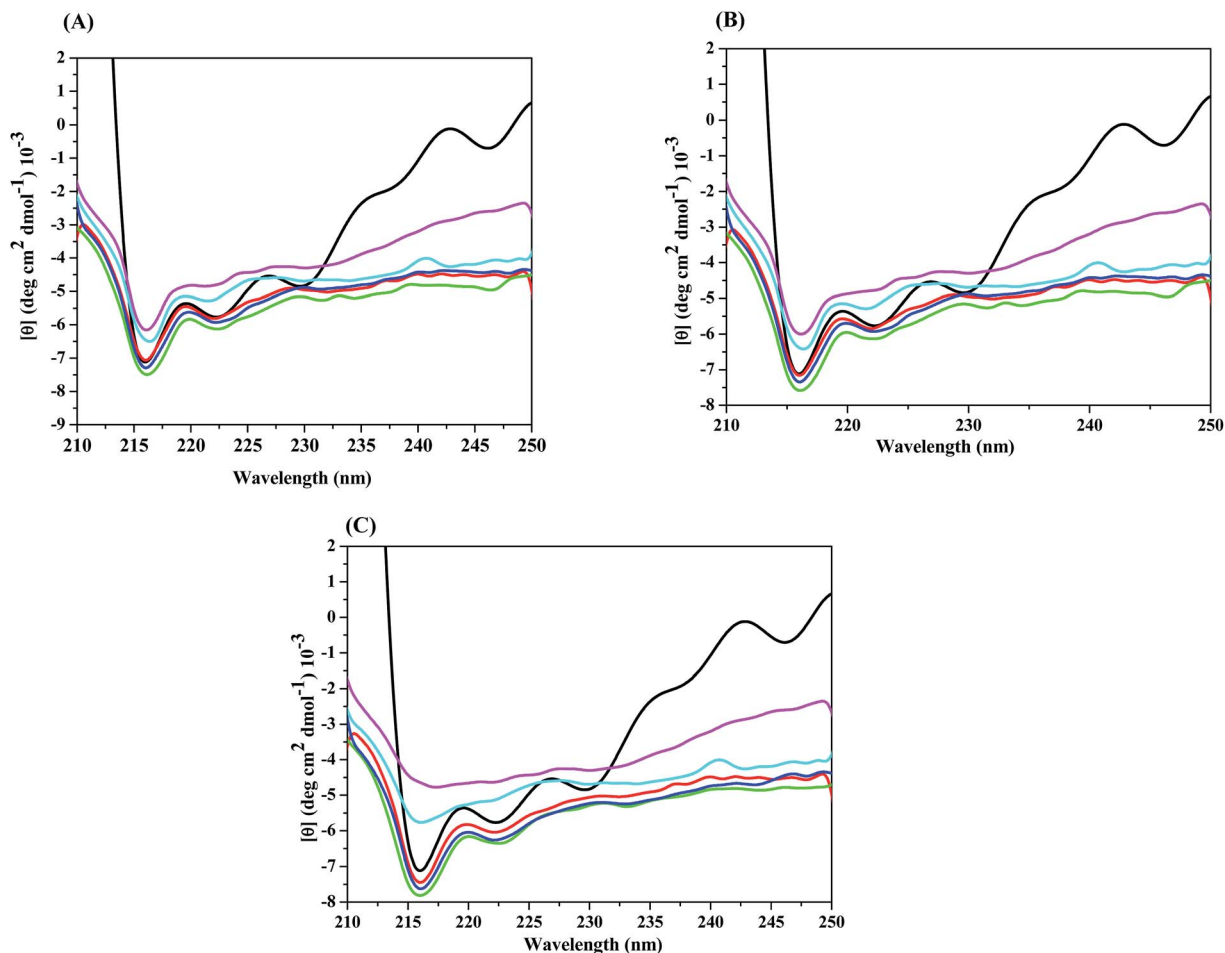 (A)
2
1
0
-1
-2
-3
-4
-5
-6
-7
-8
-9
[θ] (deg cm² dmol⁻¹) 10⁻³
210 215 220 225 230 235 240 245 250
Wavelength (nm)
(B)
2
1
0
-1
-2
-3
-4
-5
-6
-7
-8
[θ] (deg cm² dmol⁻¹) 10⁻³
210 220 230 240 250
Wavelength (nm)
(C)
2
1
0
-1
-2
-3
-4
-5
-6
-7
-8
[θ] (deg cm² dmol⁻¹) 10⁻³
210 215 220 225 230 235 240 245 250
Wavelength (nm)